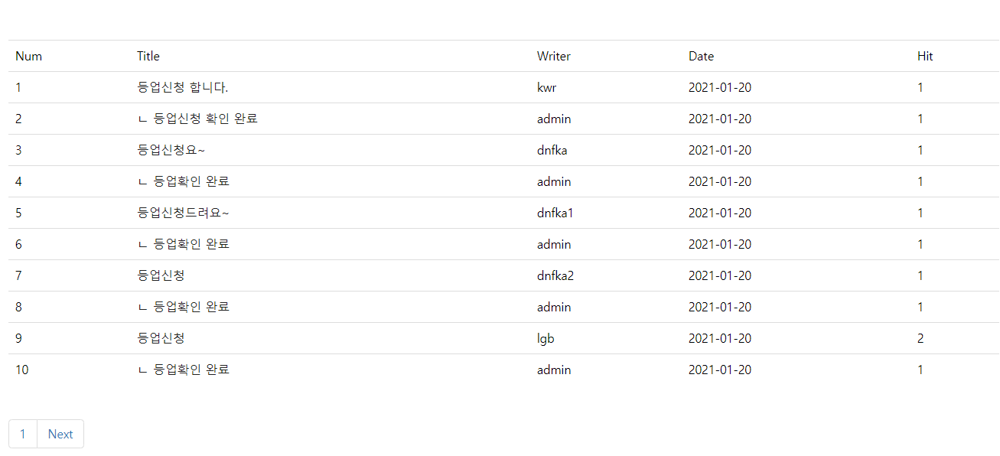 Num Title Writer Date Hit
1 등업신청 합니다. kwr 2021-01-20 1
2 ㄴ 등업신청 확인 완료 admin 2021-01-20 1
3 등업신청요~ dnfka 2021-01-20 1
4 ㄴ 등업확인 완료 admin 2021-01-20 1
5 등업신청드려요~ dnfka1 2021-01-20 1
6 ㄴ 등업확인 완료 admin 2021-01-20 1
7 등업신청 dnfka2 2021-01-20 1
8 ㄴ 등업확인 완료 admin 2021-01-20 1
9 등업신청 lgb 2021-01-20 2
10 ㄴ 등업확인 완료 admin 2021-01-20 1
1 Next